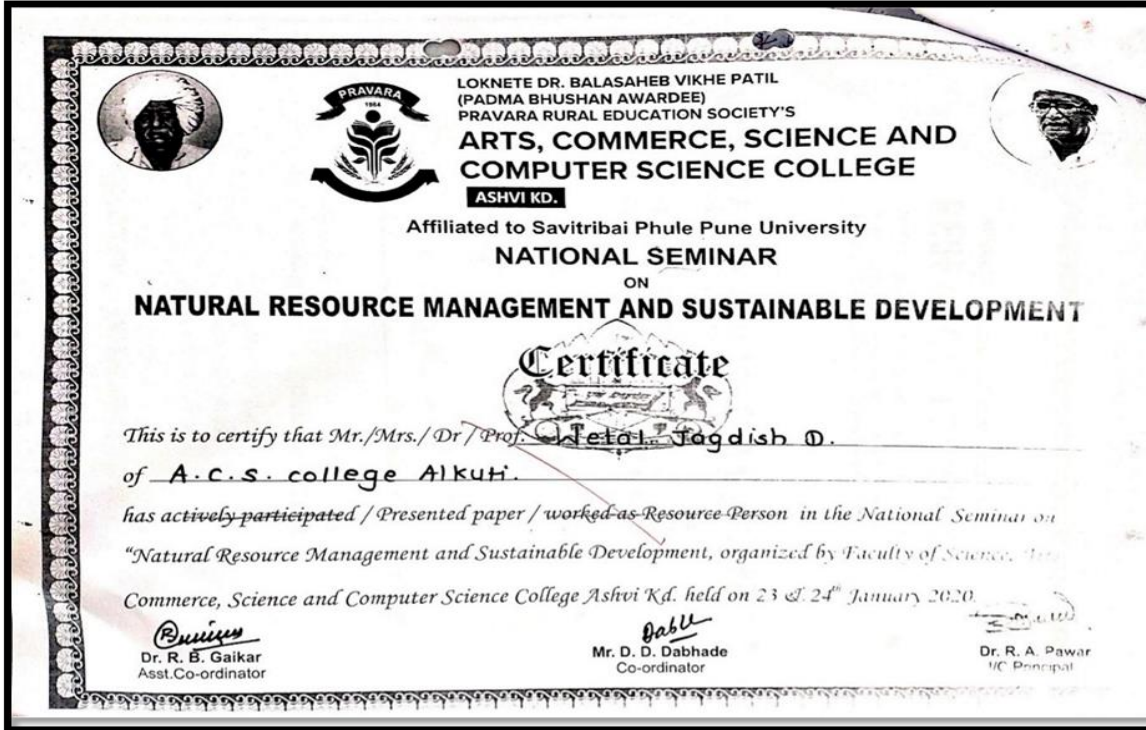 PRAVARA
1964
LOKNETE DR. BALASAHEB VIKHE PATIL
(PADMA BHUSHAN AWARDEE)
PRAVARA RURAL EDUCATION SOCIETY'S
ARTS, COMMERCE, SCIENCE AND
COMPUTER SCIENCE COLLEGE
ASHVI KD.
Affiliated to Savitribai Phule Pune University
NATIONAL SEMINAR
ON
NATURAL RESOURCE MANAGEMENT AND SUSTAINABLE DEVELOPMENT
Certificate
This is to certify that Mr./Mrs./ Dr / Prof. Wetal Jagdish D.
of A.C.S. college Alkuti.
has actively participated / Presented paper / worked as Resource Person in the National Seminar on
"Natural Resource Management and Sustainable Development, organized by Faculty of Science,
Commerce, Science and Computer Science College Ashvi Kd. held on 23 & 24th January 2020.
Dr. R. B. Gaikar
Asst.Co-ordinator
Mr. D. D. Dabhade
Co-ordinator
Dr. R. A. Pawar
I/C Principal